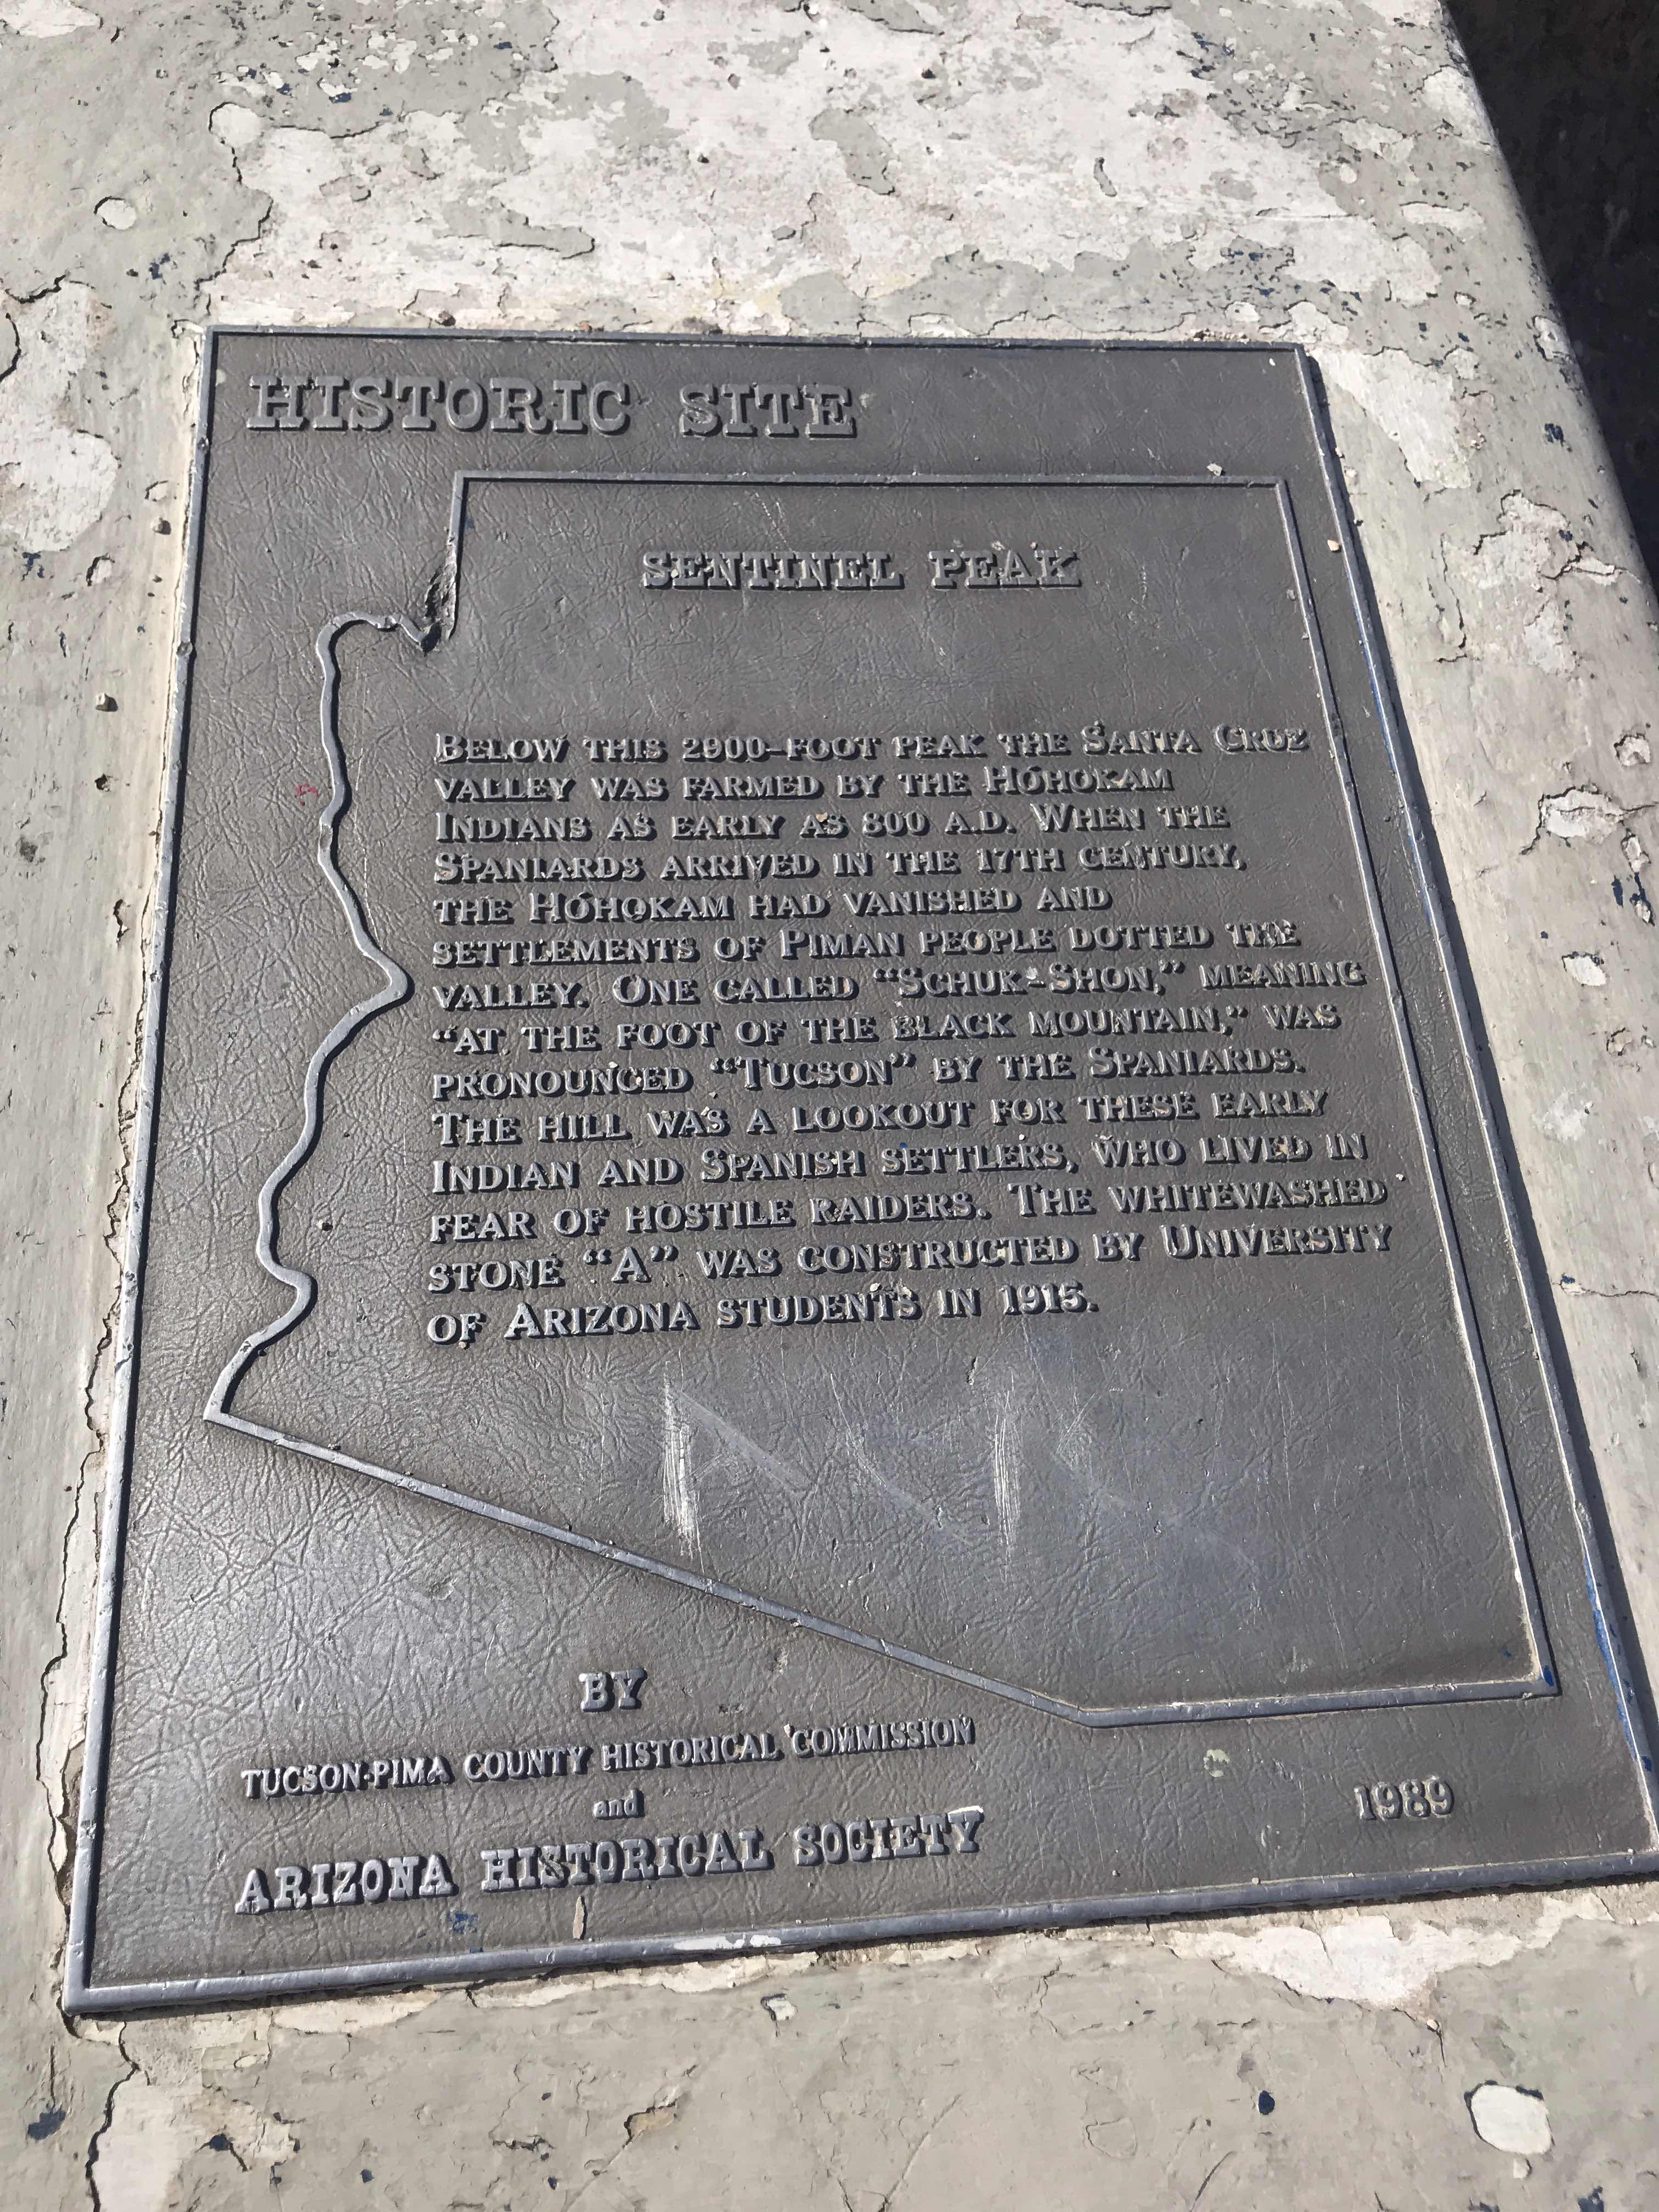 HISTORIC SITE
SENTINEL PEAK
BELOW THIS 2900-FOOT PEAK THE SANTA CRUZ
VALLEY WAS FARMED BY THE HOHOKAM
INDIANS AS EARLY AS 800 A.D. WHEN THE
SPANIARDS ARRIVED IN THE 17TH CENTURY,
THE HOHOKAM HAD VANISHED AND
SETTLEMENTS OF PIMAN PEOPLE DOTTED THE
VALLEY. ONE CALLED "SCHUK-SHON," MEANING
"AT THE FOOT OF THE BLACK MOUNTAIN," WAS
PRONOUNCED "TUCSON" BY THE SPANIARDS.
THE HILL WAS A LOOKOUT FOR THESE EARLY
INDIAN AND SPANISH SETTLERS, WHO LIVED IN
FEAR OF HOSTILE RAIDERS. THE WHITEWASHED
STONE "A" WAS CONSTRUCTED BY UNIVERSITY
OF ARIZONA STUDENTS IN 1915.
BY
TUCSON-PIMA COUNTY HISTORICAL COMMISSION
and
ARIZONA HISTORICAL SOCIETY
1989